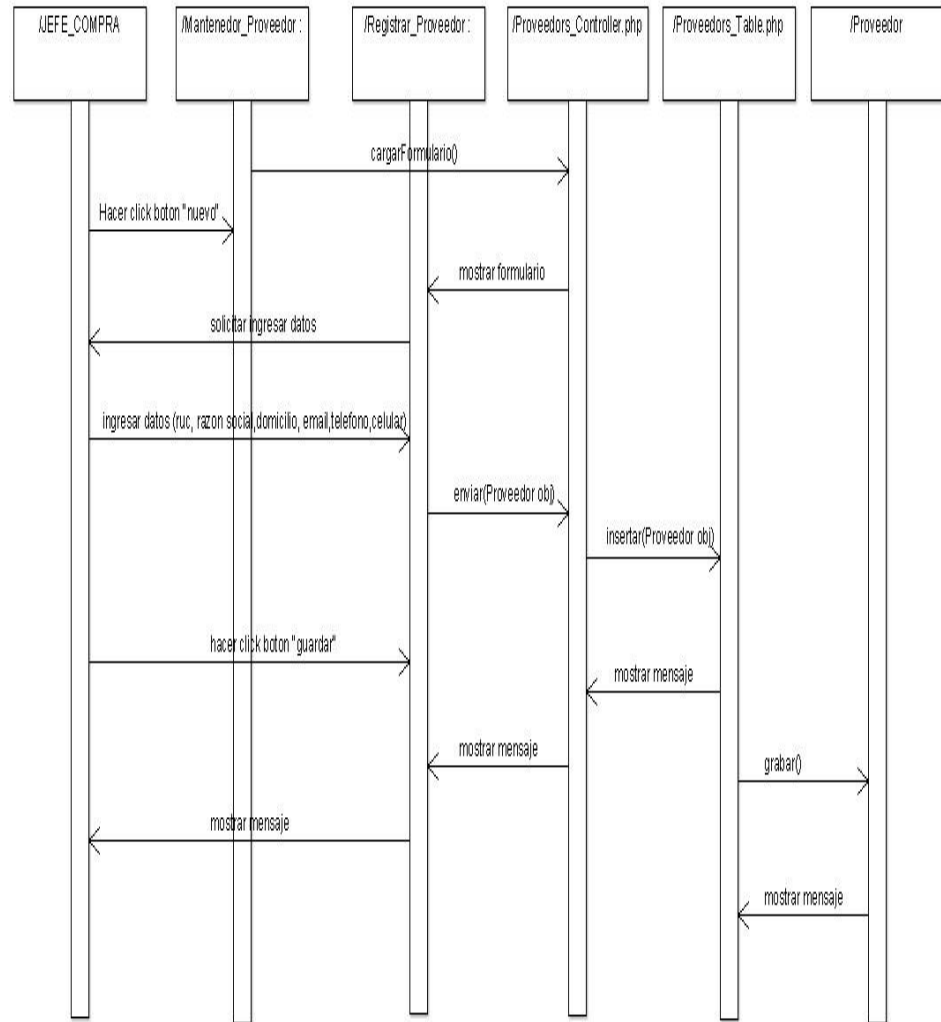 /JEFE_COMPRA
/Mantenedor_Proveedor :
/Registrar_Proveedor :
/Proveedors_Controller.php
/Proveedors_Table.php
/Proveedor
cargarFormulario()
Hacer click boton "nuevo"
mostrar formulario
solicitar ingresar datos
ingresar datos (ruc, razon social,domicilio, email,telefono,celular)
enviar(Proveedor obj)
insertar(Proveedor obj)
hacer click boton "guardar"
mostrar mensaje
mostrar mensaje
grabar()
mostrar mensaje
mostrar mensaje